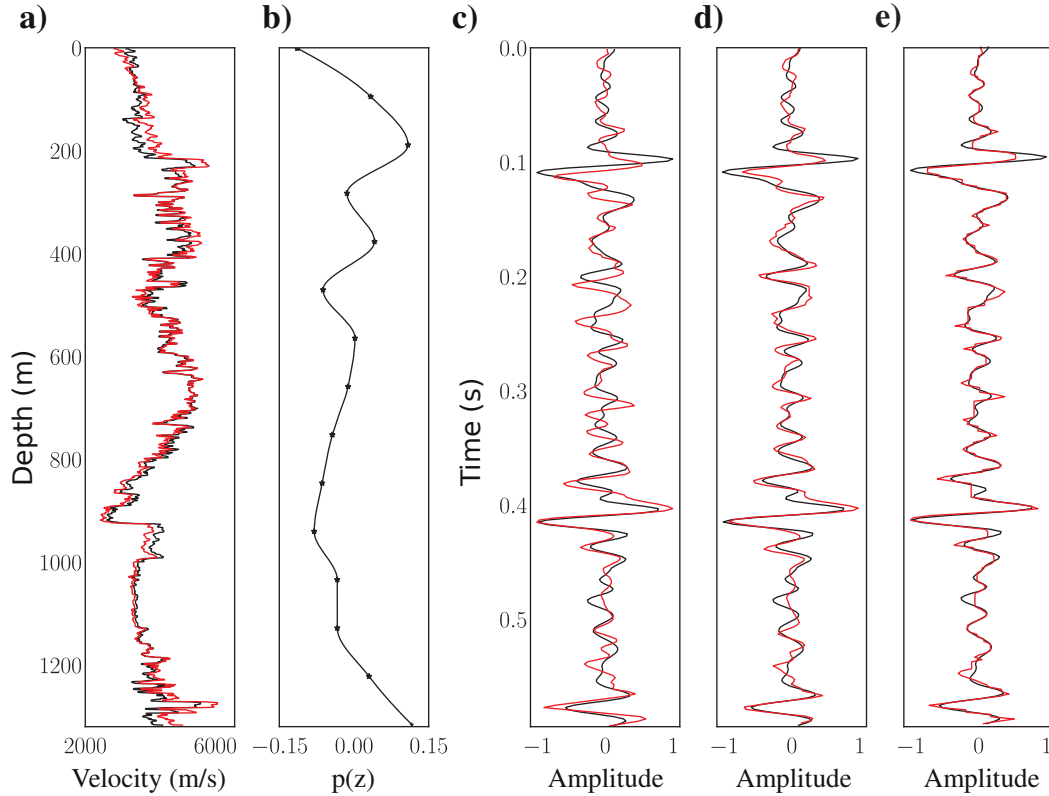 a)
b)
c)
d)
e)
0
200
400
600
800
1000
1200
Depth (m)
2000
6000
Velocity (m/s)
−0.15
0.00
0.15
p(z)
0.0
0.1
0.2
0.3
0.4
0.5
Time (s)
−1
0
1
Amplitude
−1
0
1
Amplitude
−1
0
1
Amplitude